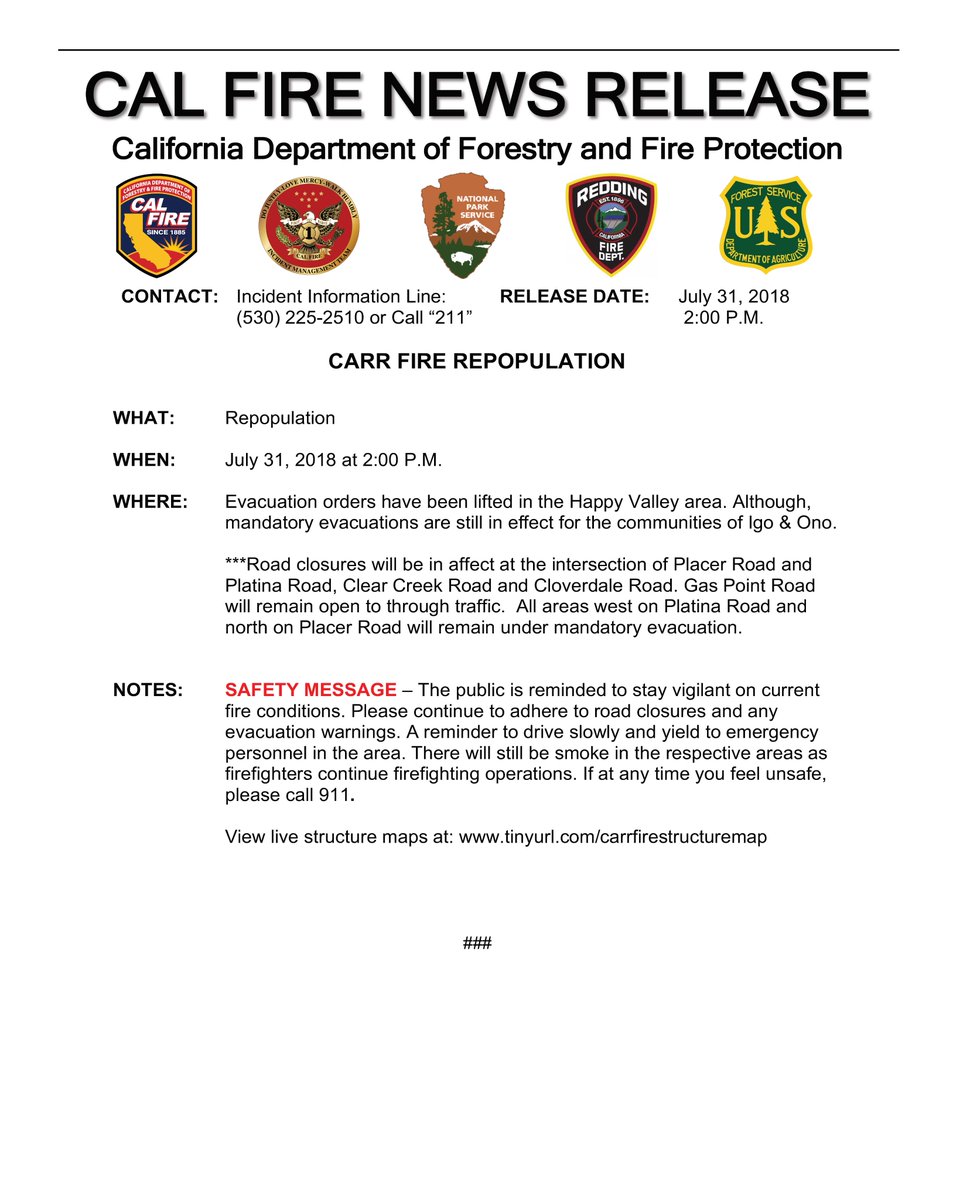 CAL FIRE NEWS RELEASE
California Department of Forestry and Fire Protection
CALIFORNIA DEPARTMENT OF
FORESTRY & FIRE PROTECTION
CAL
FIRE
SINCE 1885
DO JUSTLY-LOVE MERCY-WALK HUMBLY
1
CAL FIRE
INCIDENT MANAGEMENT TEAM
NATIONAL
PARK
SERVICE
REDDING
EST. 1886
CALIFORNIA
FIRE
DEPT.
FOREST SERVICE
U S
DEPARTMENT OF AGRICULTURE
CONTACT: Incident Information Line: RELEASE DATE: July 31, 2018
(530) 225-2510 or Call “211” 2:00 P.M.
CARR FIRE REPOPULATION
WHAT: Repopulation
WHEN: July 31, 2018 at 2:00 P.M.
WHERE: Evacuation orders have been lifted in the Happy Valley area. Although,
mandatory evacuations are still in effect for the communities of Igo & Ono.
***Road closures will be in affect at the intersection of Placer Road and
Platina Road, Clear Creek Road and Cloverdale Road. Gas Point Road
will remain open to through traffic.  All areas west on Platina Road and
north on Placer Road will remain under mandatory evacuation.
NOTES: SAFETY MESSAGE – The public is reminded to stay vigilant on current
fire conditions. Please continue to adhere to road closures and any
evacuation warnings. A reminder to drive slowly and yield to emergency
personnel in the area. There will still be smoke in the respective areas as
firefighters continue firefighting operations. If at any time you feel unsafe,
please call 911.
View live structure maps at: www.tinyurl.com/carrfirestructuremap
###